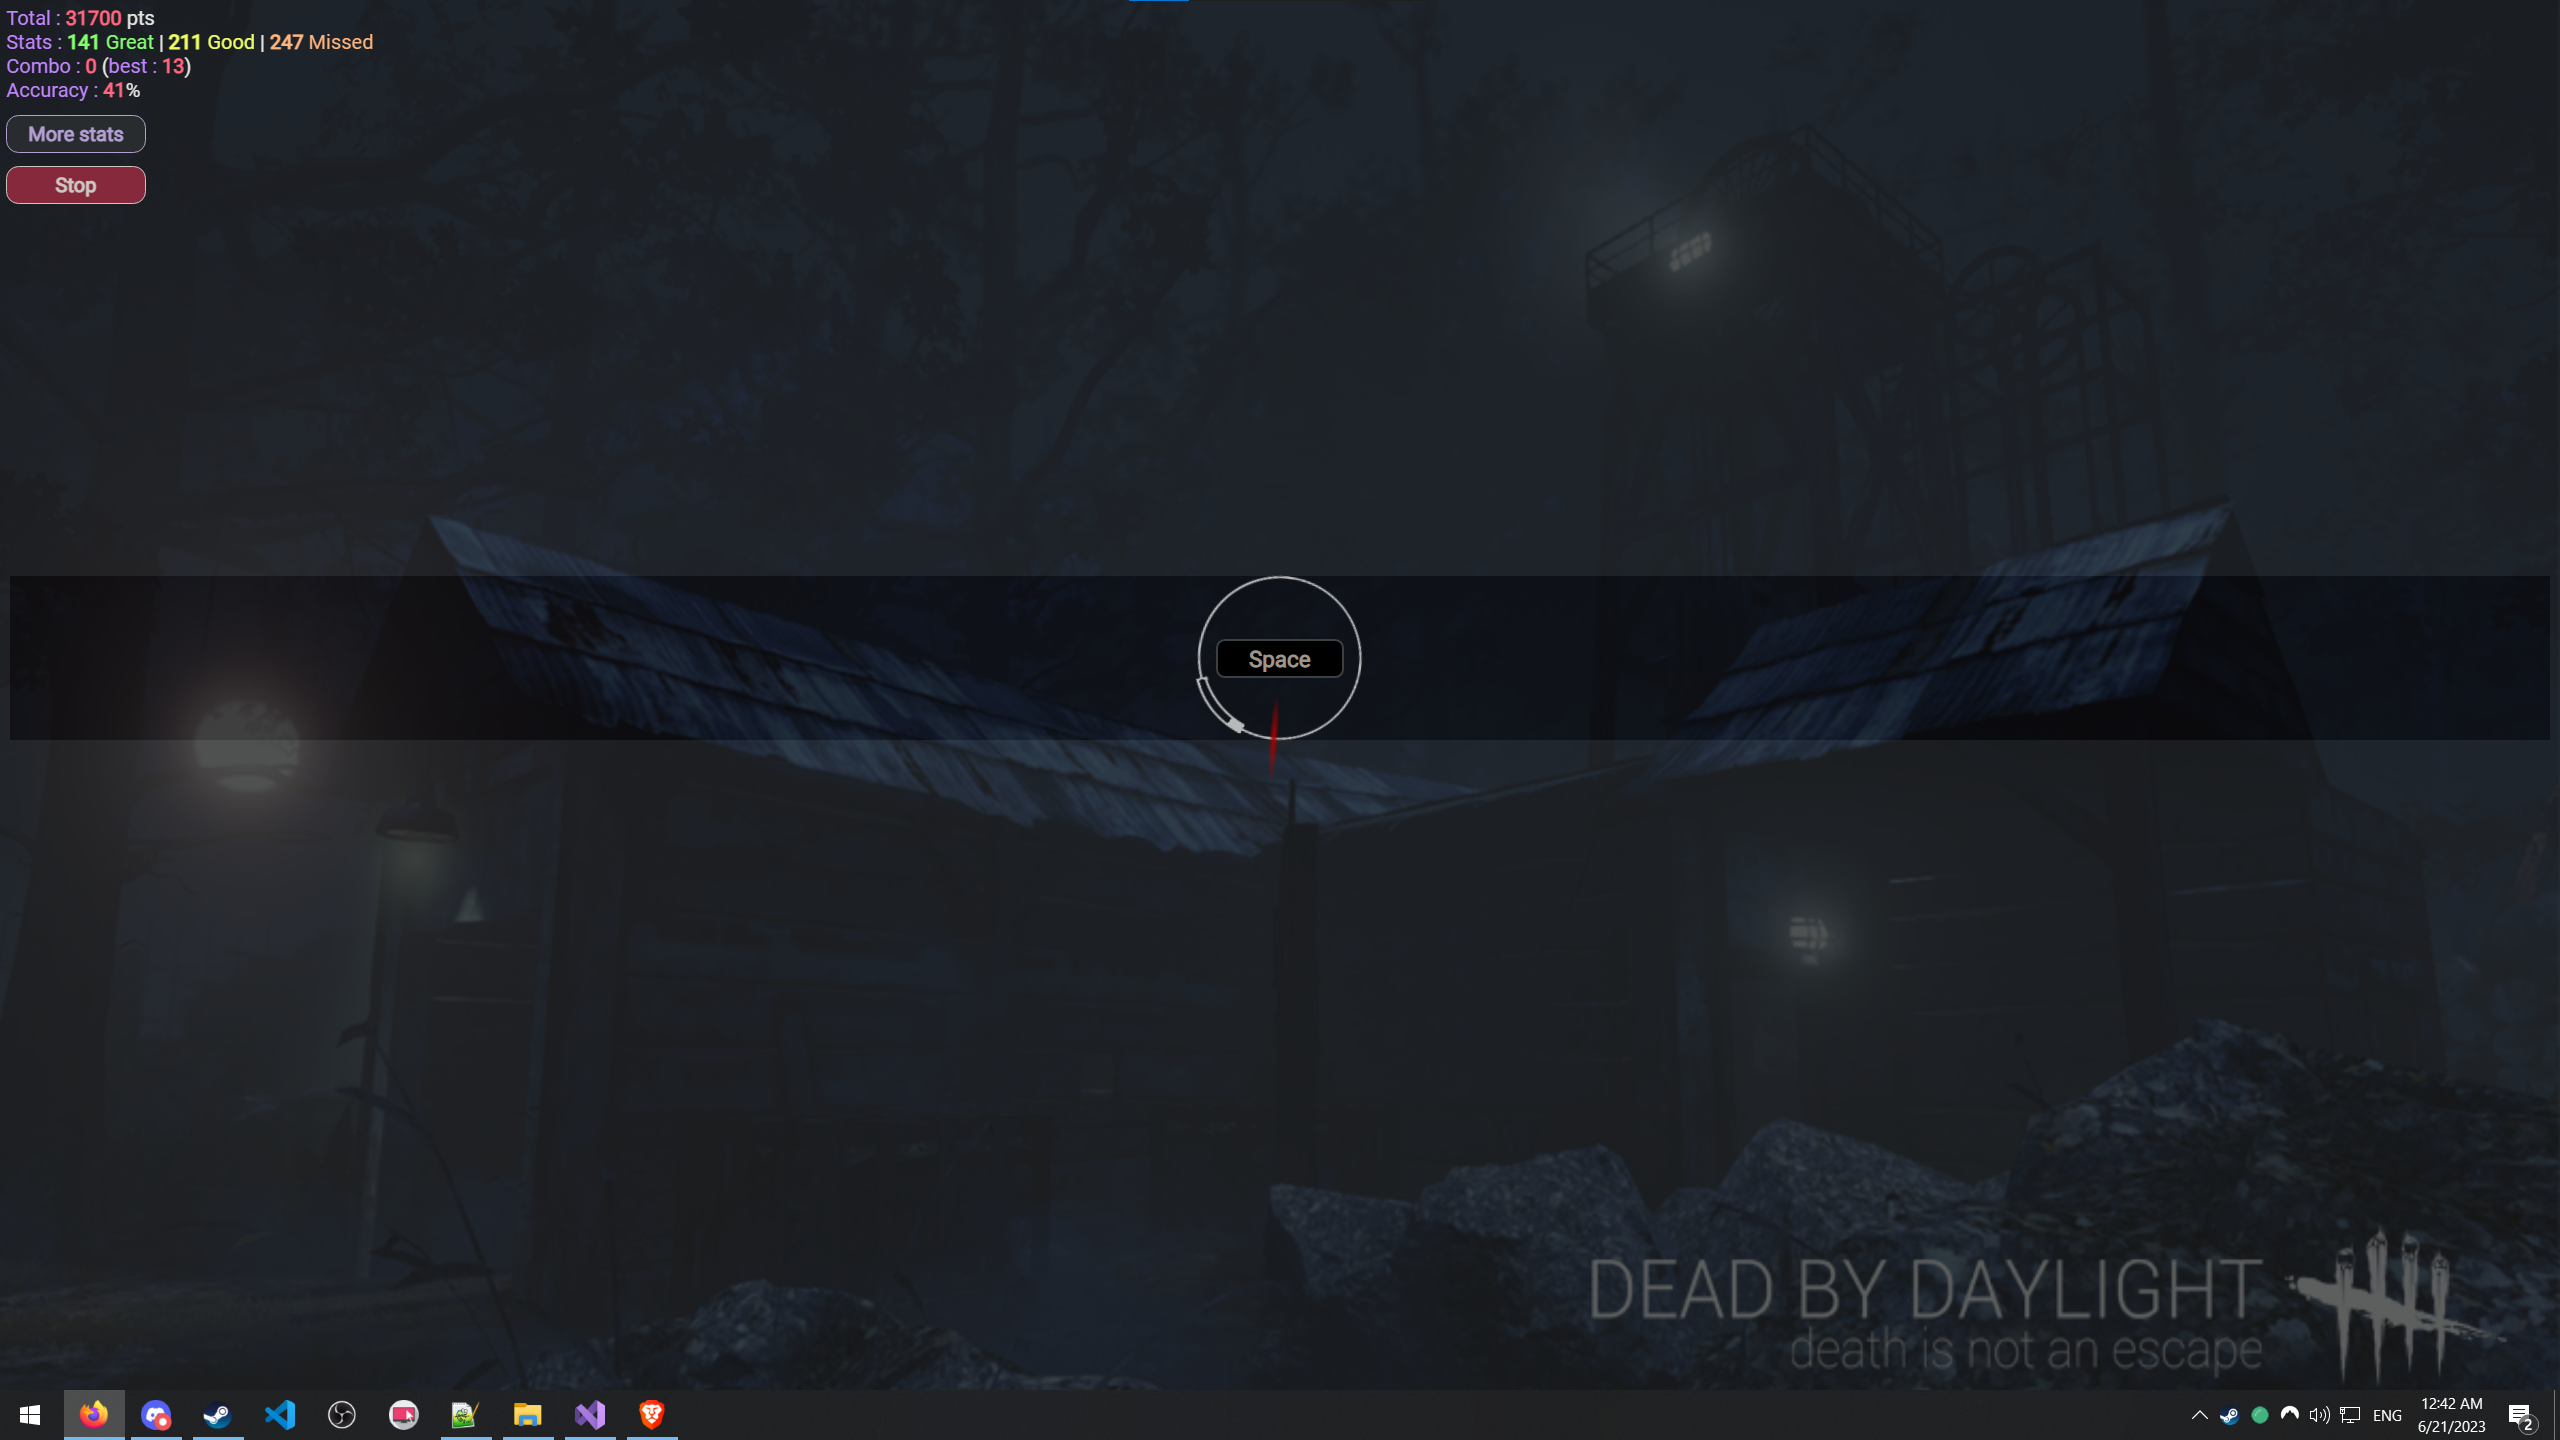 Total : 31700 pts
Stats : 141 Great | 211 Good | 247 Missed
Combo : 0 (best : 13)
Accuracy : 41%
More stats
Stop
Space
DEAD BY DAYLIGHT
death is not an escape
ENG
12:42 AM
6/21/2023
2